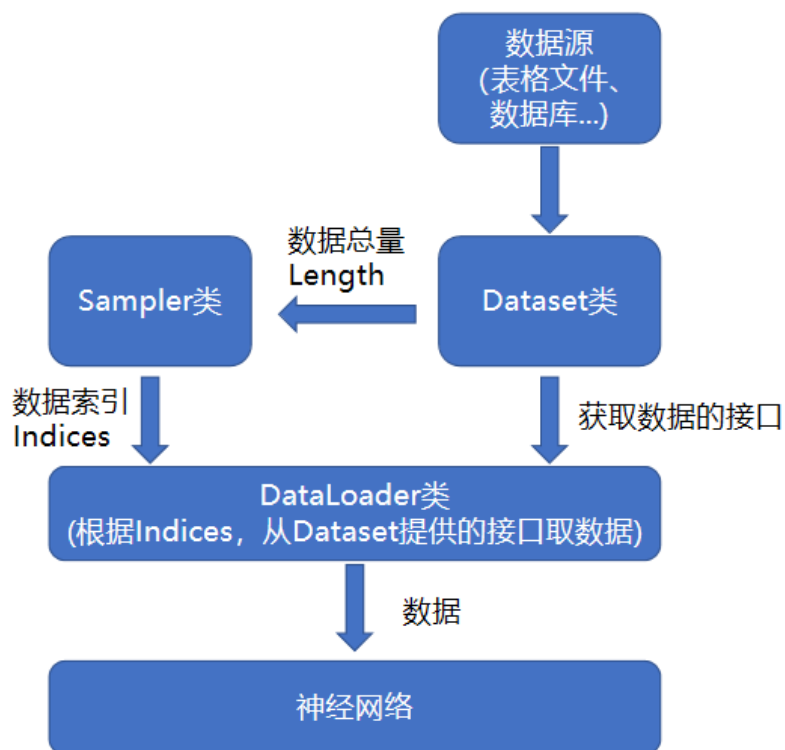 数据源
(表格文件、
数据库...)
数据总量
Length
Sampler类
Dataset类
数据索引
Indices
获取数据的接口
DataLoader类
(根据Indices，从Dataset提供的接口取数据)
数据
神经网络